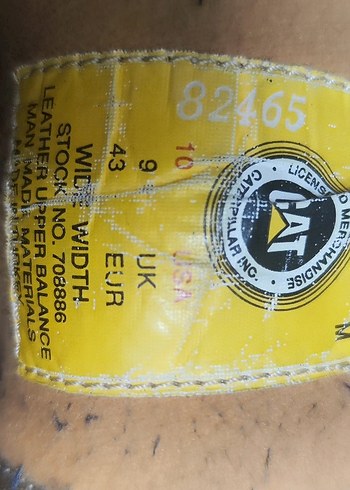 82465
M
LICENSED MERCHANDISE
CATERPILLAR INC.
CAT
10 USA
9 UK
43 EUR
WIDE WIDTH
STOCK NO. 708886
LEATHER UPPER BALANCE
MAN MADE MATERIALS